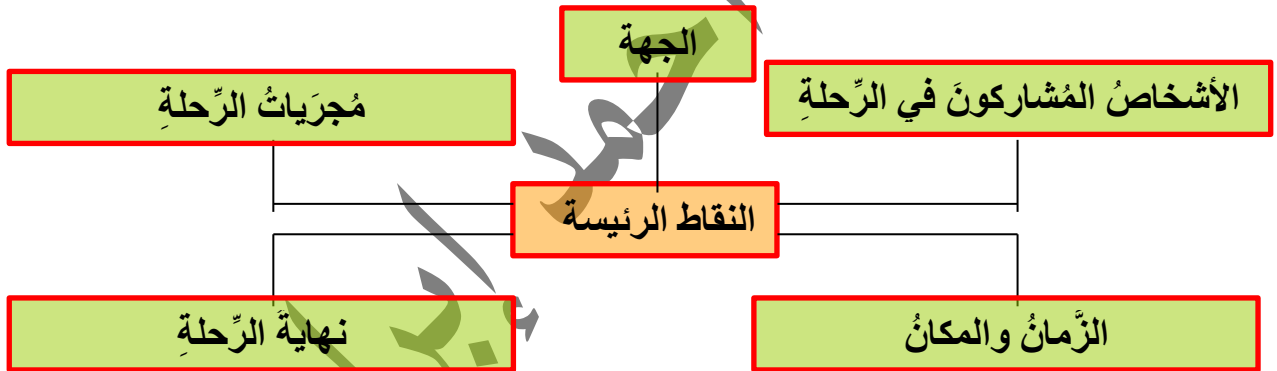 الجهة
الأشخاصُ المُشاركونَ في الرِّحلةِ
مُجرَياتُ الرِّحلةِ
النقاط الرئيسة
الزَّمانُ والمكانُ
نهايةَ الرِّحلةِ